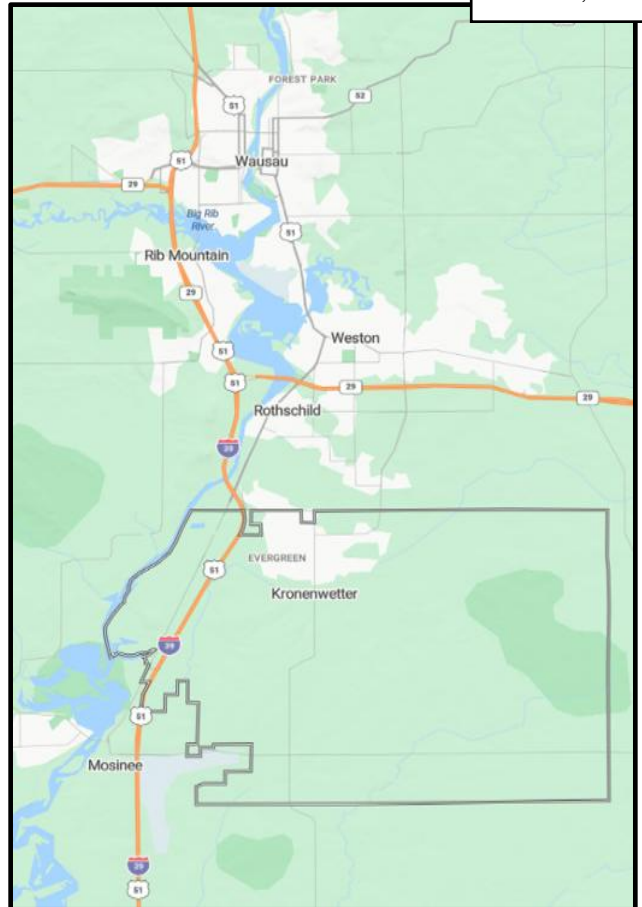 FOREST PARK
51
52
Wausau
51
29
51
Big Rib
River
Rib Mountain
29
Weston
51
51
29
29
Rothschild
39
EVERGREEN
51
Kronenwetter
39
51
Mosinee
39
51